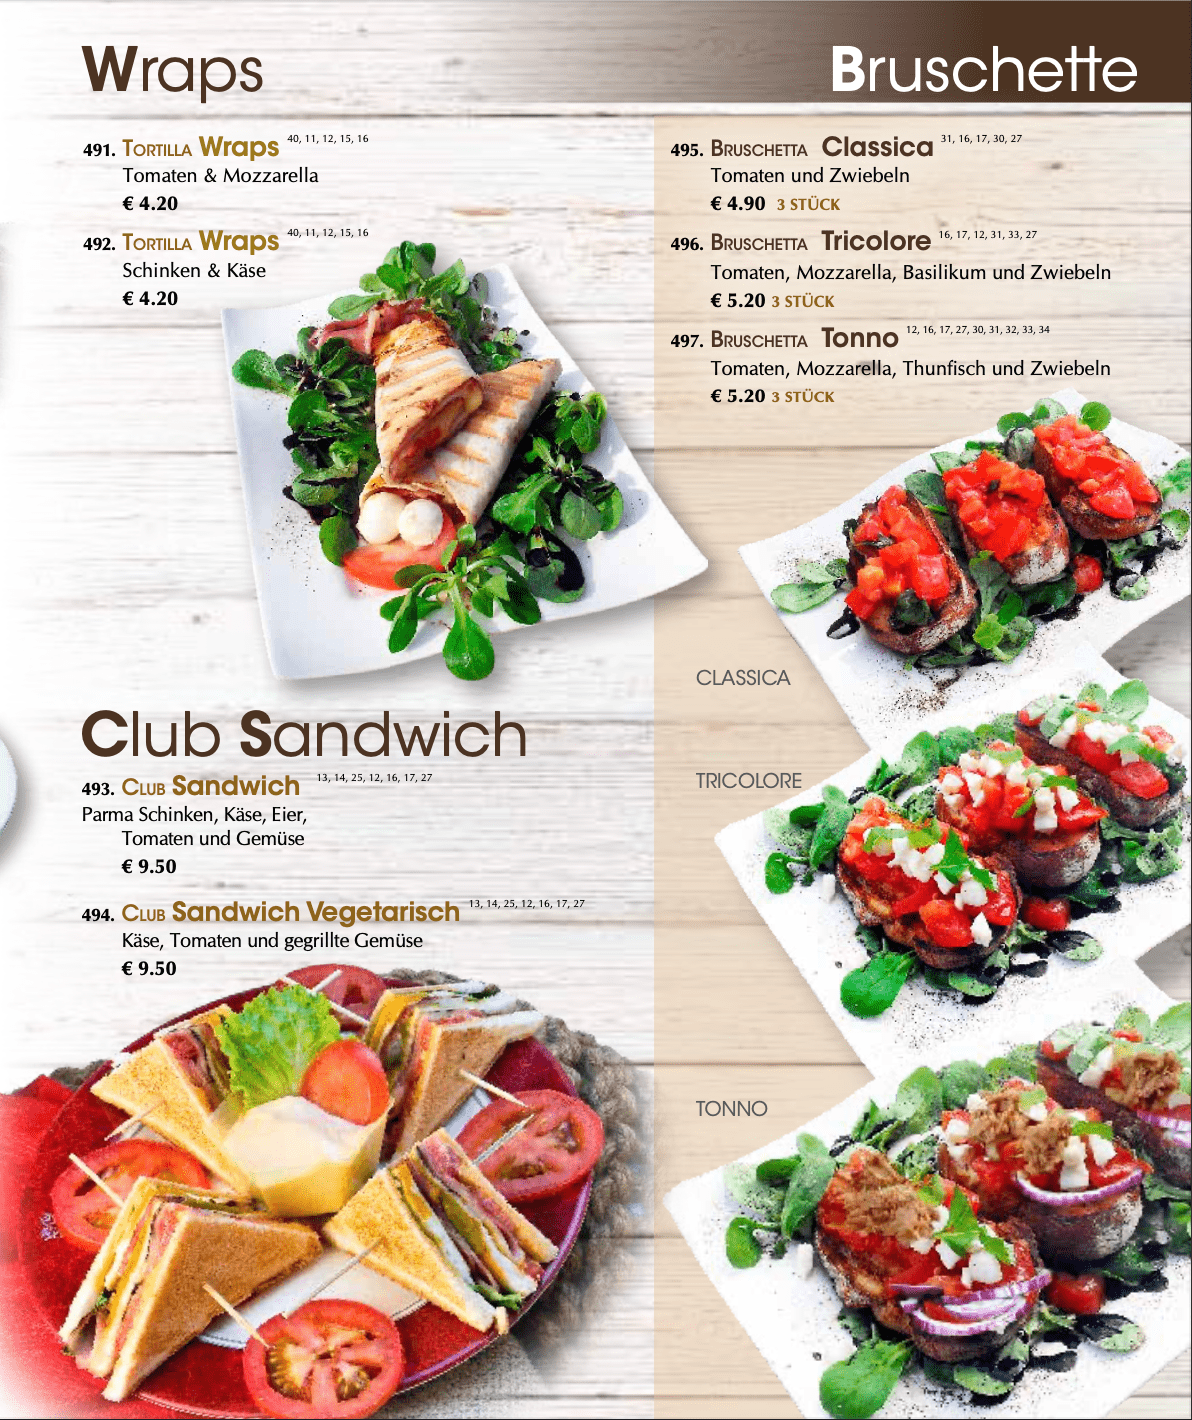 Wraps
491. Tortilla Wraps 40, 11, 12, 15, 16
Tomaten & Mozzarella
€ 4.20
492. Tortilla Wraps 40, 11, 12, 15, 16
Schinken & Käse
€ 4.20
Club Sandwich
493. Club Sandwich 13, 14, 25, 12, 16, 17, 27
Parma Schinken, Käse, Eier,
Tomaten und Gemüse
€ 9.50
494. Club Sandwich Vegetarisch 13, 14, 25, 12, 16, 17, 27
Käse, Tomaten und gegrillte Gemüse
€ 9.50
Bruschette
495. Bruschetta Classica 31, 16, 17, 30, 27
Tomaten und Zwiebeln
€ 4.90 3 STÜCK
496. Bruschetta Tricolore 16, 17, 12, 31, 33, 27
Tomaten, Mozzarella, Basilikum und Zwiebeln
€ 5.20 3 STÜCK
497. Bruschetta Tonno 12, 16, 17, 27, 30, 31, 32, 33, 34
Tomaten, Mozzarella, Thunfisch und Zwiebeln
€ 5.20 3 STÜCK
CLASSICA
TRICOLORE
TONNO